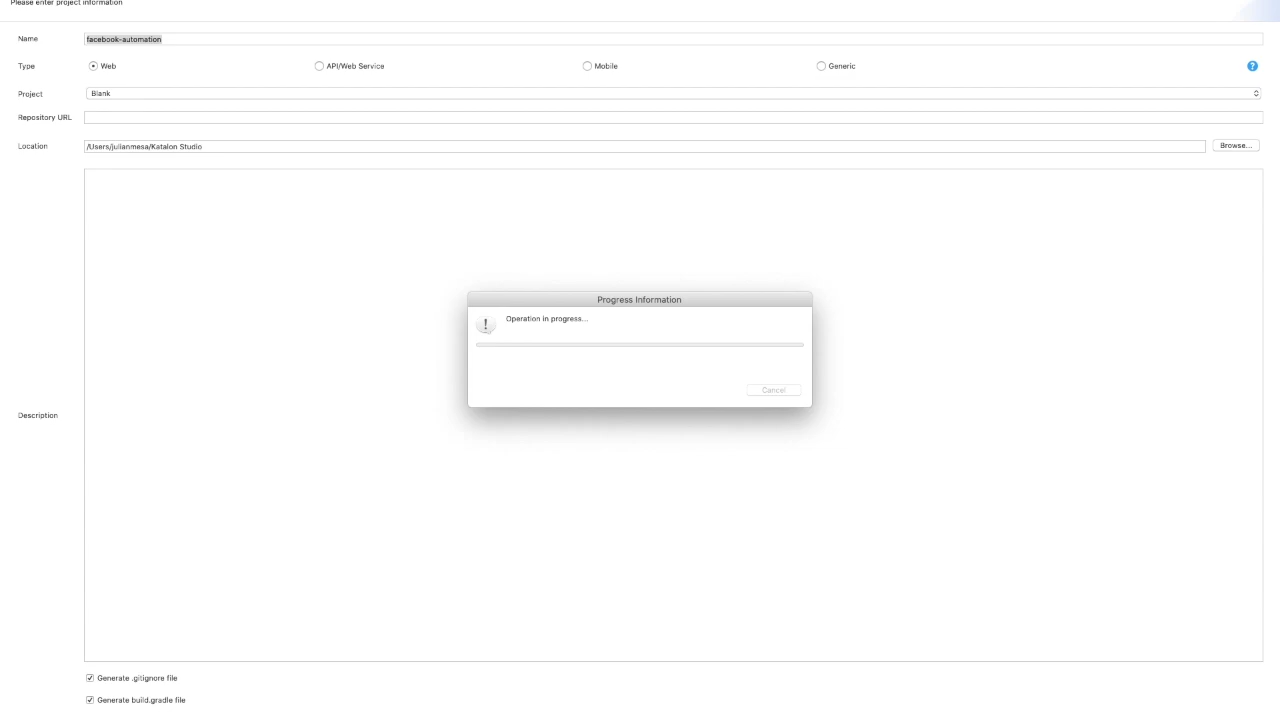 Please enter project information
Name facebook-automation
Type Web API/Web Service Mobile Generic ?
Project Blank
Repository URL
Location /Users/julianmesa/Katalon Studio Browse...
Progress Information
! Operation in progress...
Cancel
Description
Generate .gitignore file
Generate build.gradle file